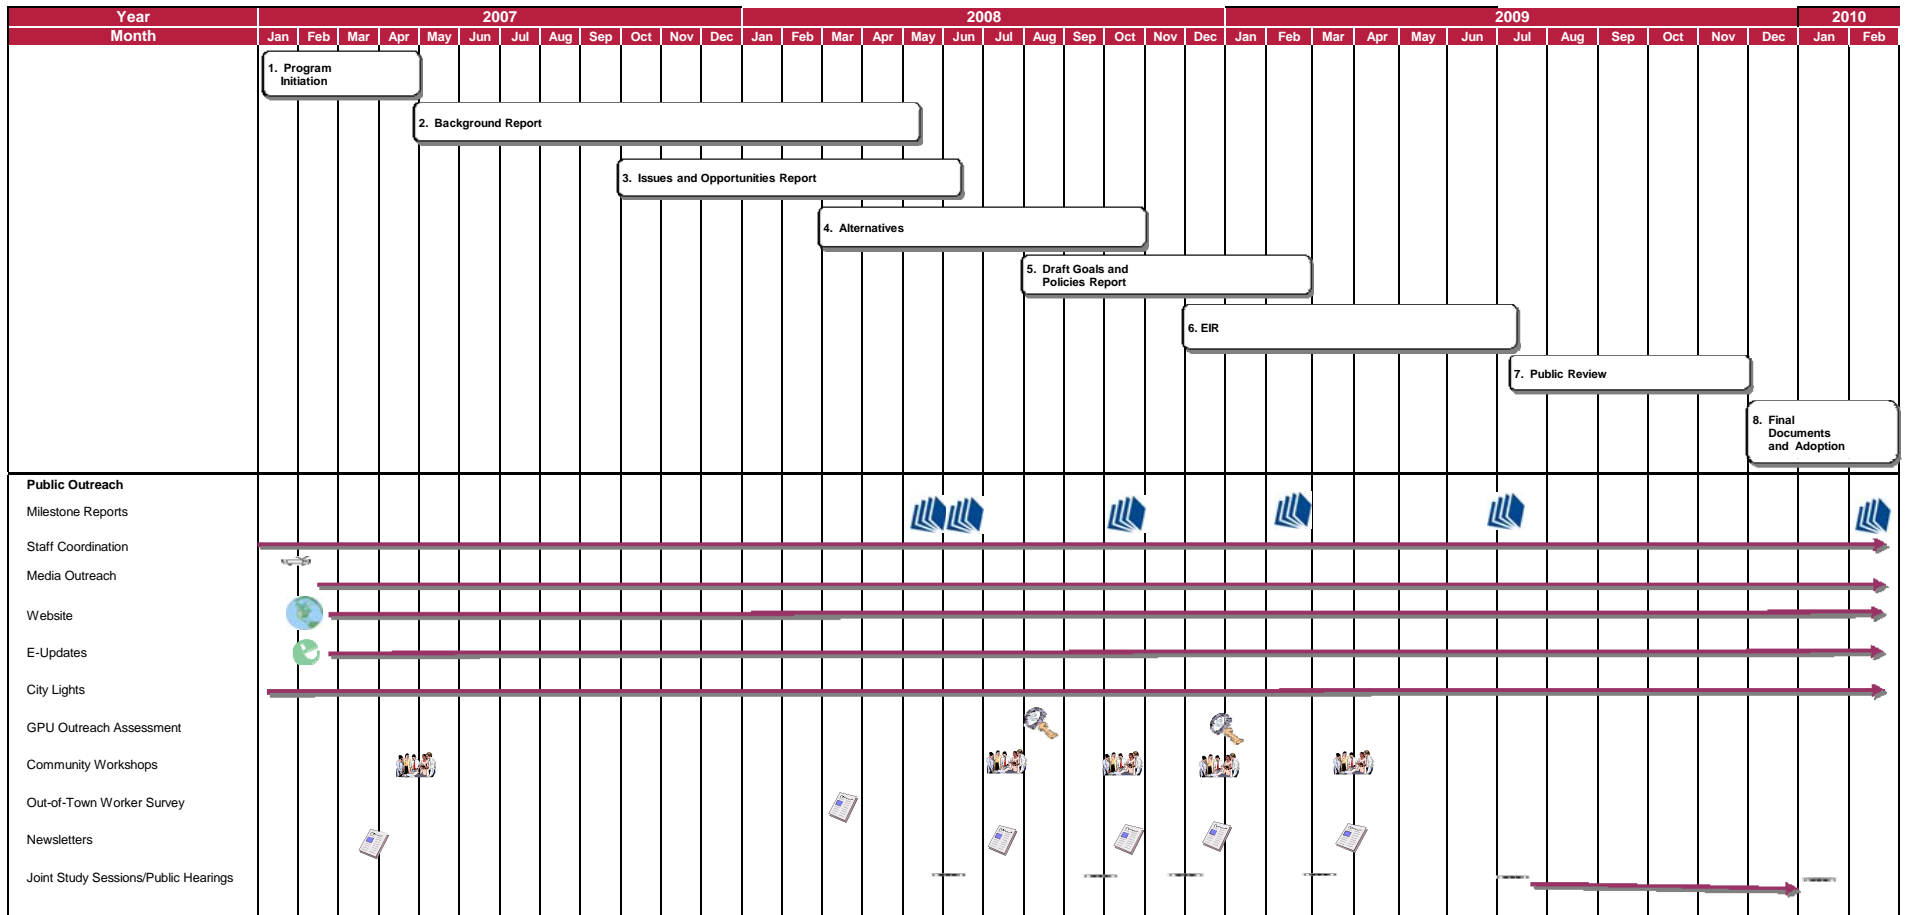 Year 2007 2008 2009 2010
Month Jan Feb Mar Apr May Jun Jul Aug Sep Oct Nov Dec Jan Feb Mar Apr May Jun Jul Aug Sep Oct Nov Dec Jan Feb Mar Apr May Jun Jul Aug Sep Oct Nov Dec Jan Feb
1. Program
Initiation
2. Background Report
3. Issues and Opportunities Report
4. Alternatives
5. Draft Goals and
Policies Report
6. EIR
7. Public Review
8. Final
Documents
and Adoption
Public Outreach
Milestone Reports
Staff Coordination
Media Outreach
Website
E-Updates
City Lights
GPU Outreach Assessment
Community Workshops
Out-of-Town Worker Survey
Newsletters
Joint Study Sessions/Public Hearings